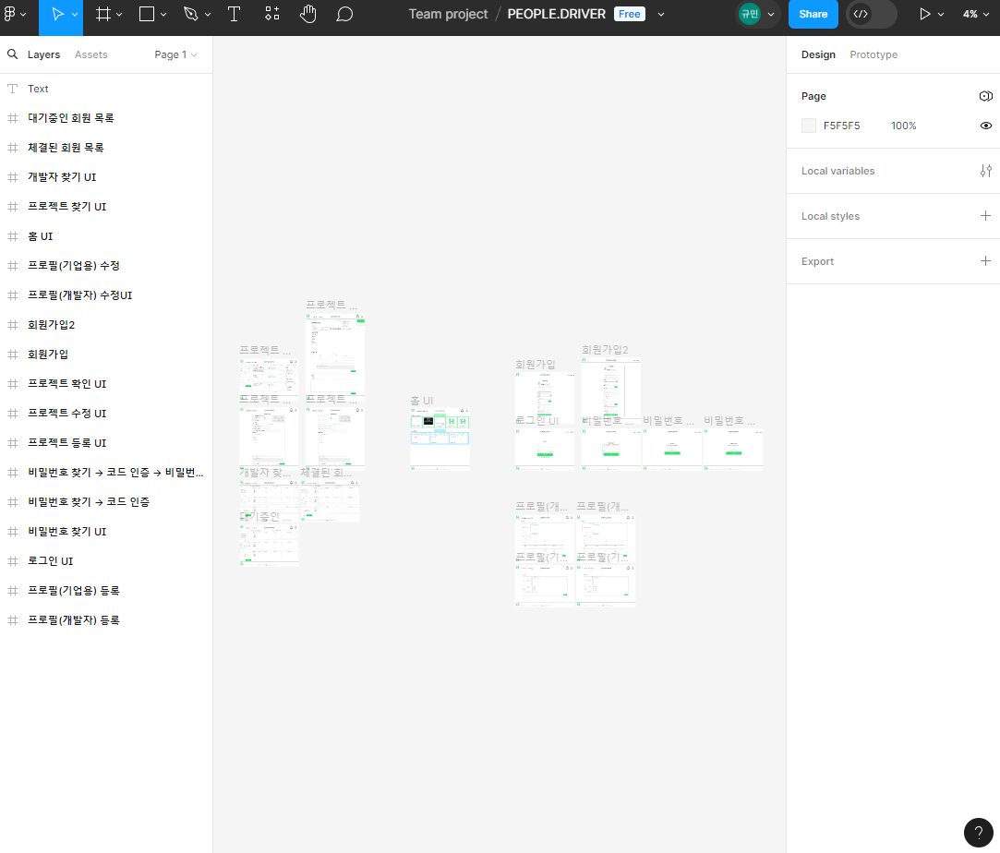 Team project / PEOPLE.DRIVER Free
규민
Share
4%
Layers
Assets
Page 1
Text
대기중인 회원 목록
체결된 회원 목록
개발자 찾기 UI
프로젝트 찾기 UI
홈 UI
프로필(기업용) 수정
프로필(개발자) 수정UI
회원가입2
회원가입
프로젝트 확인 UI
프로젝트 수정 UI
프로젝트 등록 UI
비밀번호 찾기 → 코드 인증 → 비밀번...
비밀번호 찾기 → 코드 인증
비밀번호 찾기 UI
로그인 UI
프로필(기업용) 등록
프로필(개발자) 등록
프로젝트 ...
프로젝트 ...
프로젝트 ...
프로젝트 ...
개발자 찾...
체결된 회...
대기중인 ...
홈 UI
회원가입
회원가입2
로그인 UI
비밀번호 ...
비밀번호 ...
비밀번호 ...
프로필(개...
프로필(개...
프로필(기...
프로필(기...
Design
Prototype
Page
F5F5F5
100%
Local variables
Local styles
Export
?